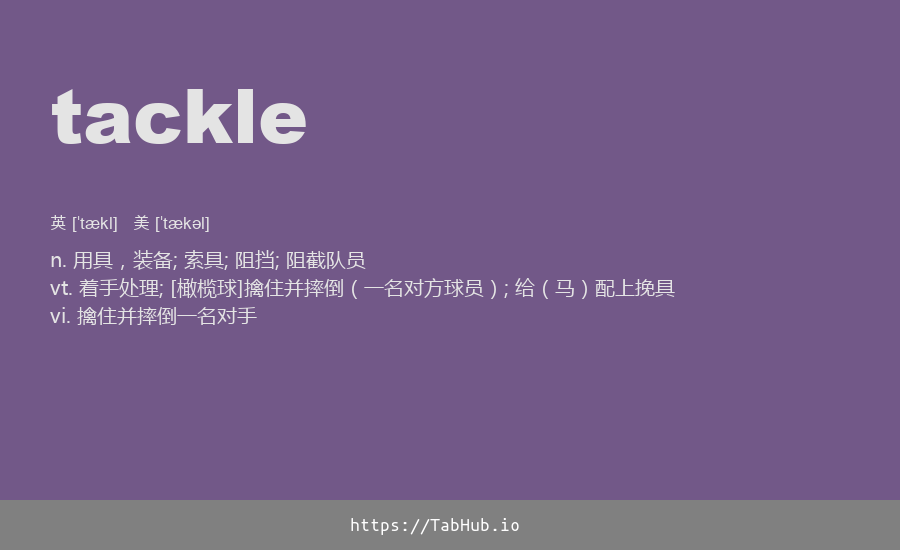 tackle
英 [ˈtækl] 美 [ˈtækəl]
n. 用具，装备; 索具; 阻挡; 阻截队员
vt. 着手处理; [橄榄球]擒住并摔倒（一名对方球员）; 给（马）配上挽具
vi. 擒住并摔倒一名对手
https://TabHub.io